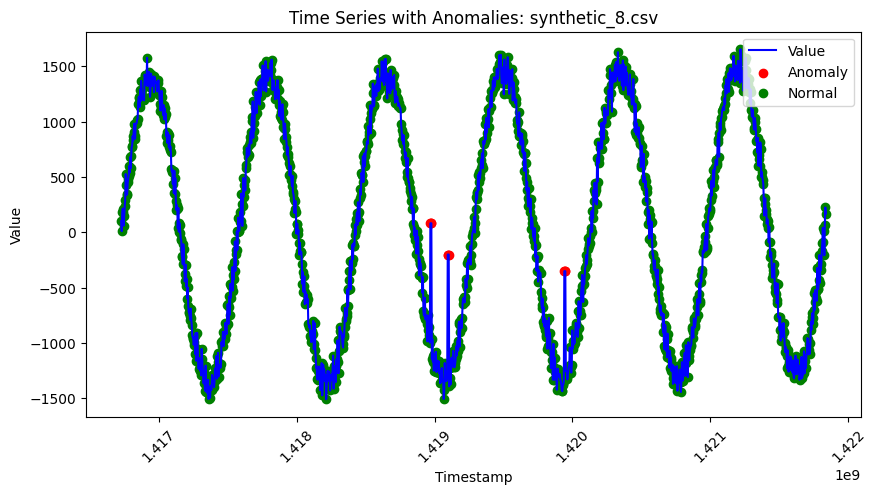 Time Series with Anomalies: synthetic_8.csv
Value
Anomaly
Normal
1500
1000
500
0
−500
−1000
−1500
Value
1.417
1.418
1.419
1.420
1.421
1.422
1e9
Timestamp